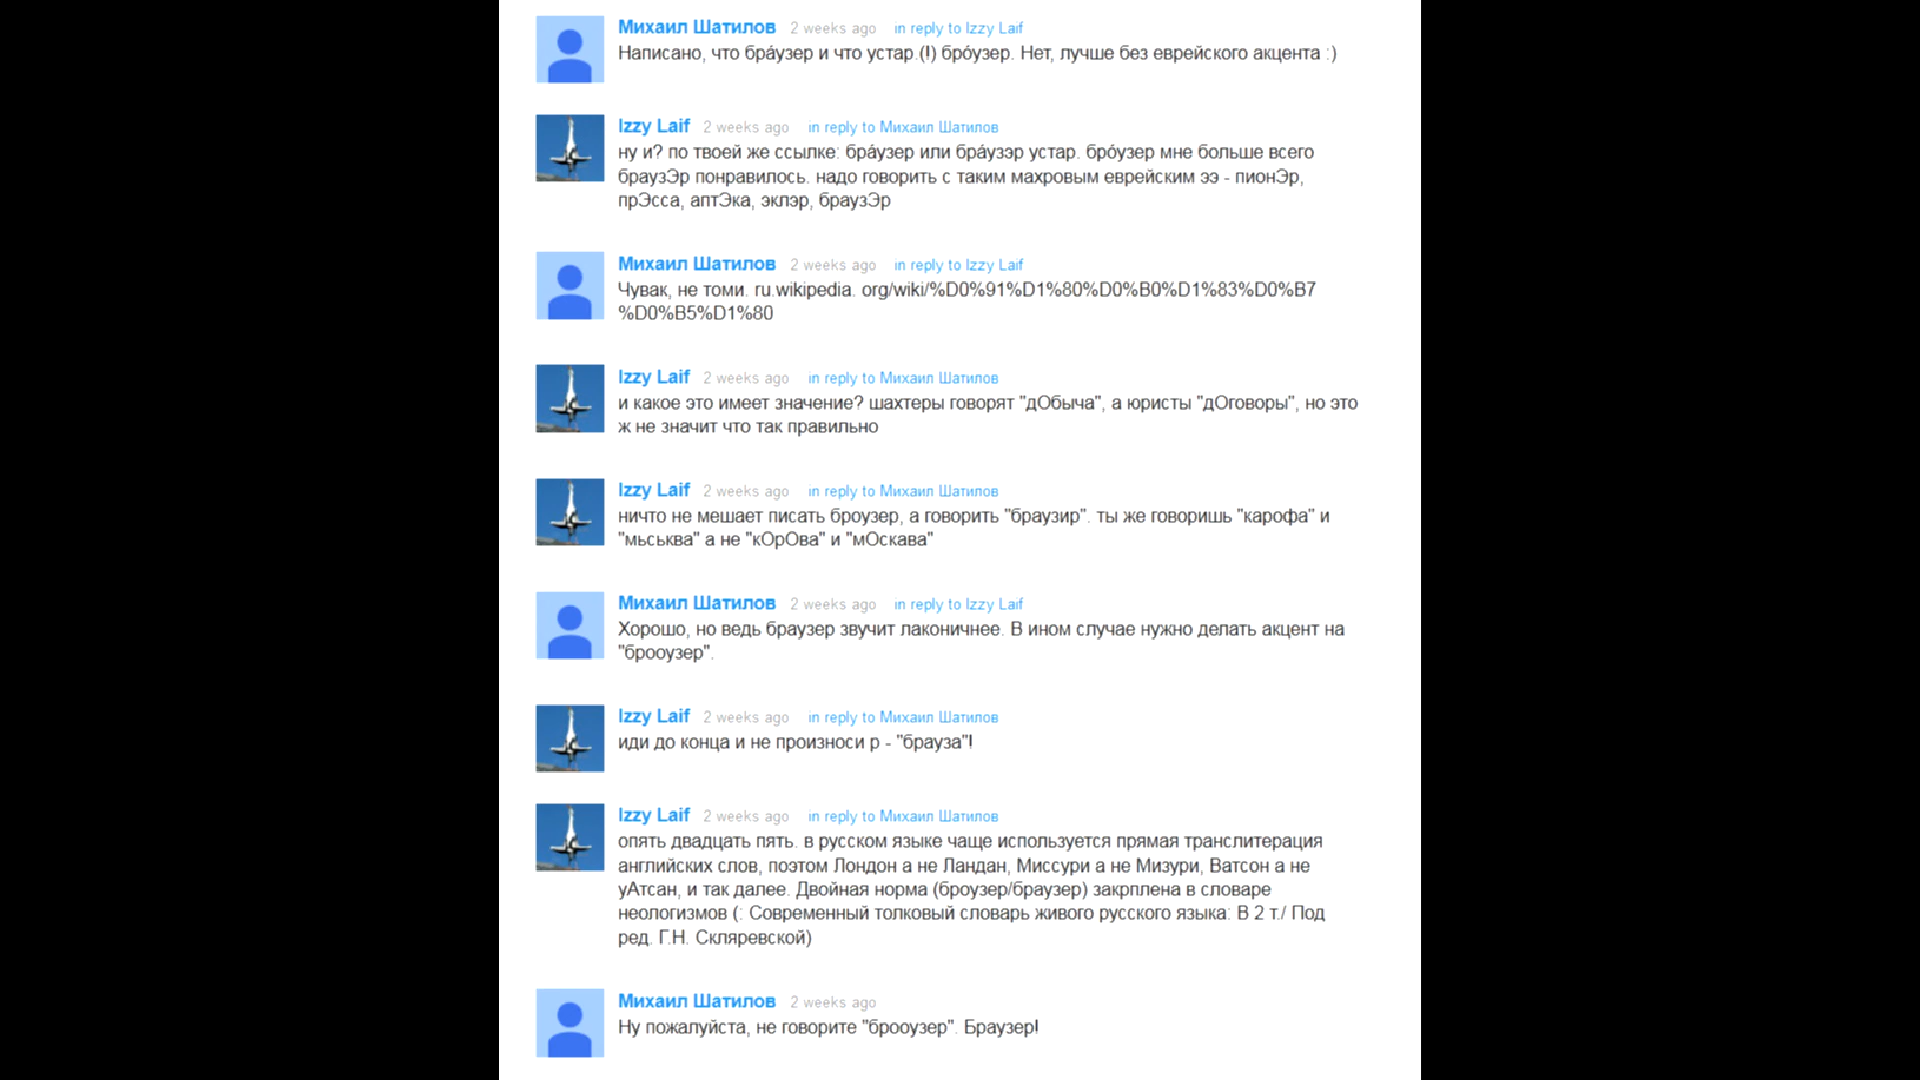 Михаил Шатилов 2 weeks ago in reply to Izzy Laif
Написано, что бра́узер и что устар.(!) бро́узер. Нет, лучше без еврейского акцента :)
Izzy Laif 2 weeks ago in reply to Михаил Шатилов
ну и? по твоей же ссылке: бра́узер или бра́узэр устар. бро́узер мне больше всего
браузЭр понравилось. надо говорить с таким махровым еврейским ээ - пионЭр,
прЭсса, аптЭка, эклэр, браузЭр
Михаил Шатилов 2 weeks ago in reply to Izzy Laif
Чувак, не томи. ru.wikipedia. org/wiki/%D0%91%D1%80%D0%B0%D1%83%D0%B7
%D0%B5%D1%80
Izzy Laif 2 weeks ago in reply to Михаил Шатилов
и какое это имеет значение? шахтеры говорят "дОбыча", а юристы "дОговоры", но это
ж не значит что так правильно
Izzy Laif 2 weeks ago in reply to Михаил Шатилов
ничто не мешает писать броузер, а говорить "браузир". ты же говоришь "карофа" и
"мьсьва" а не "кОрОва" и "мОскава"
Михаил Шатилов 2 weeks ago in reply to Izzy Laif
Хорошо, но ведь браузер звучит лаконичнее. В ином случае нужно делать акцент на
"брооузер".
Izzy Laif 2 weeks ago in reply to Михаил Шатилов
иди до конца и не произноси р - "брауза"!
Izzy Laif 2 weeks ago in reply to Михаил Шатилов
опять двадцать пять. в русском языке чаще используется прямая транслитерация
английских слов, поэтом Лондон а не Ландан, Миссури а не Мизури, Ватсон а не
уАтсан, и так далее. Двойная норма (броузер/браузер) закрплена в словаре
неологизмов (: Современный толковый словарь живого русского языка: В 2 т./ Под
ред. Г.Н. Скляревской)
Михаил Шатилов 2 weeks ago
Ну пожалуйста, не говорите "брооузер". Браузер!